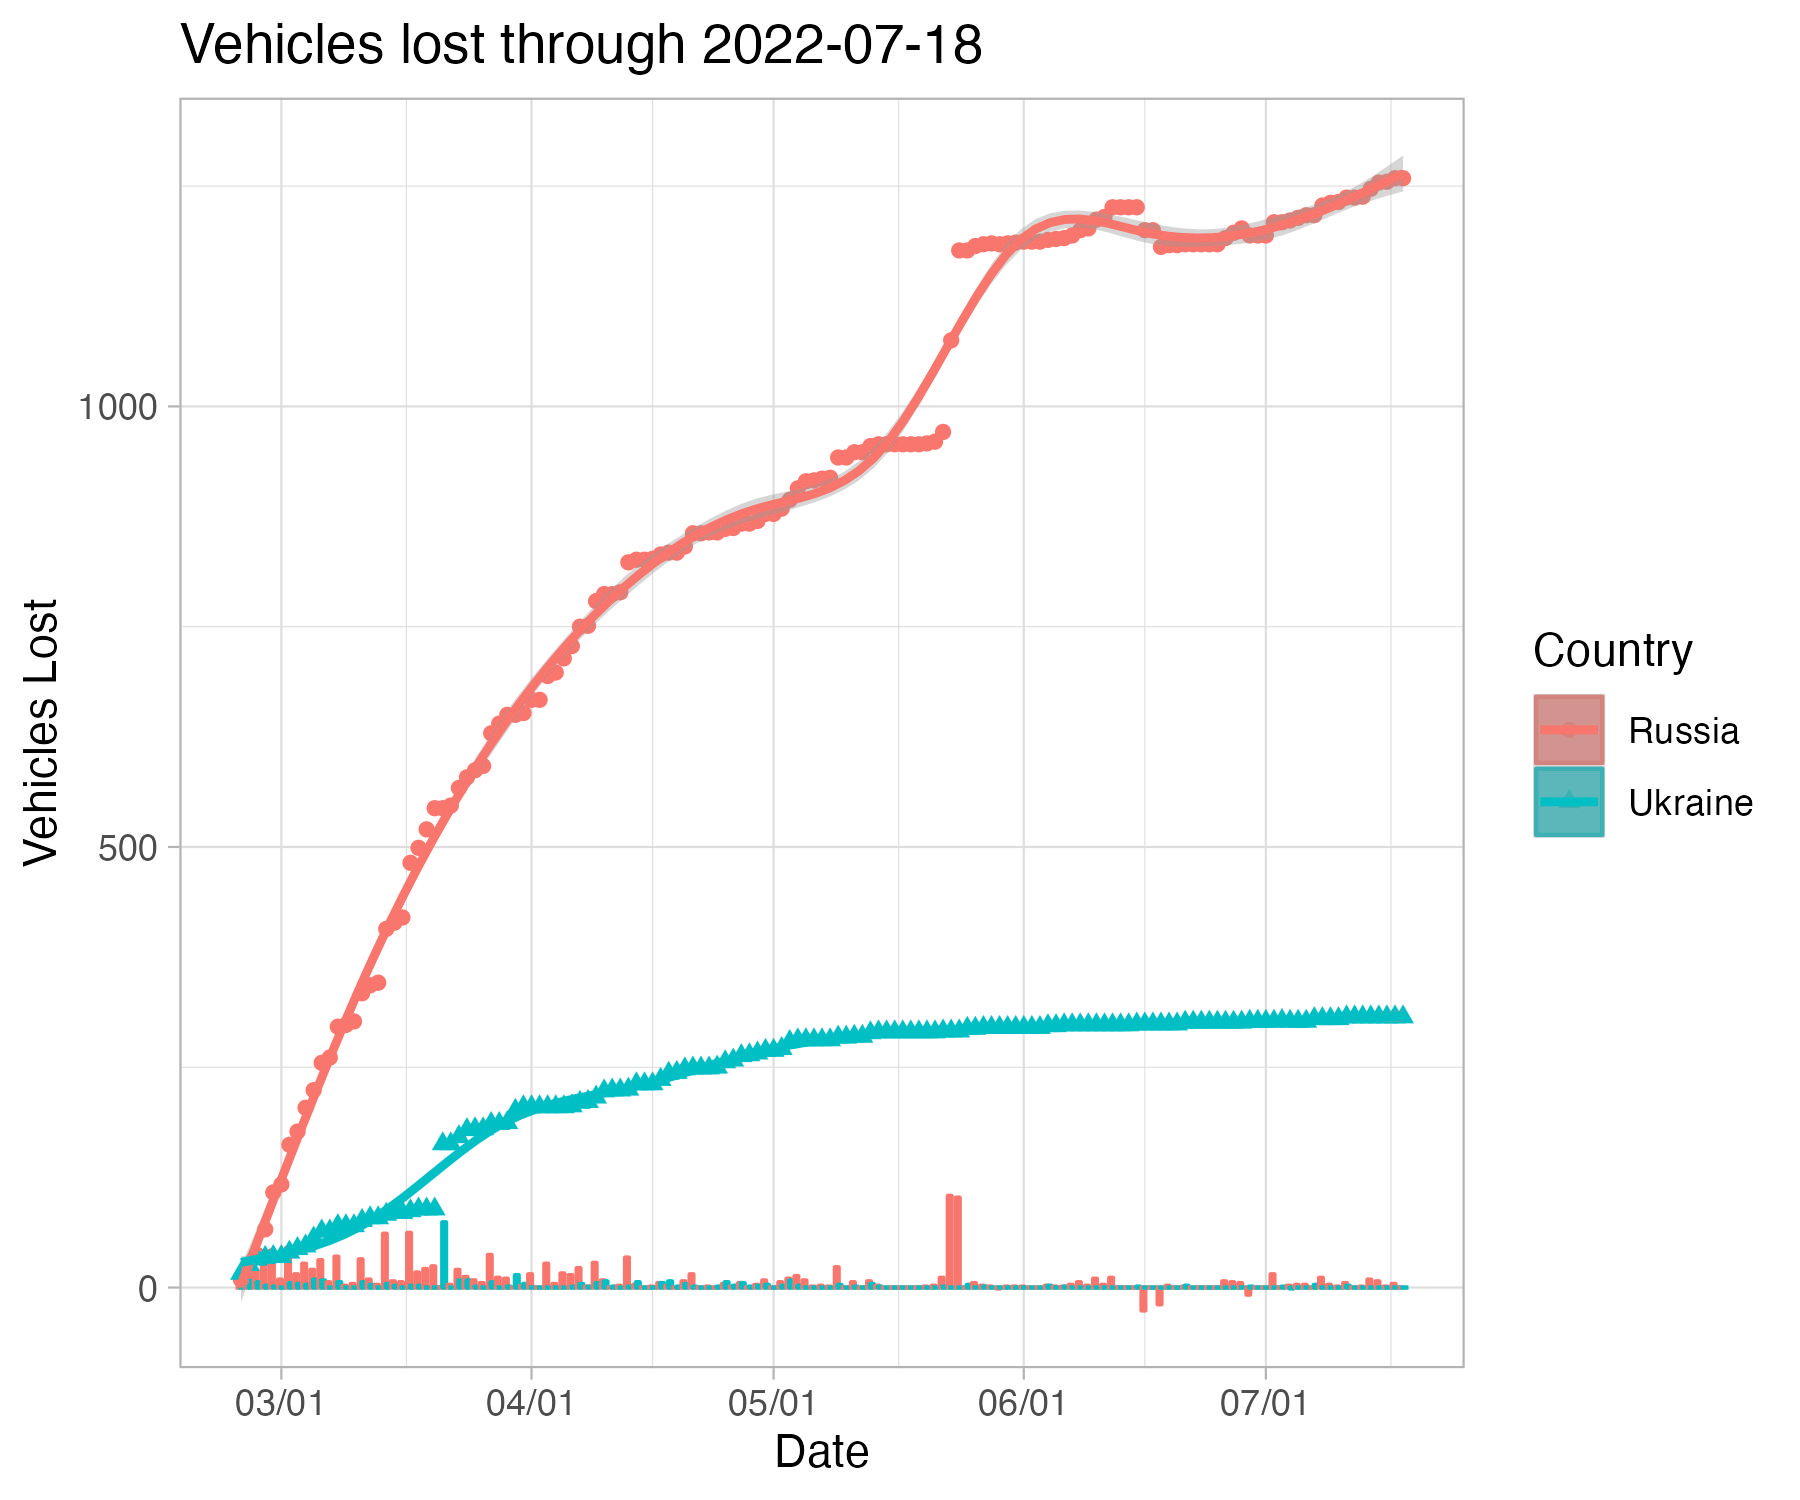 Vehicles lost through 2022-07-18
Vehicles Lost
1000
500
0
03/01
04/01
05/01
06/01
07/01
Date
Country
Russia
Ukraine